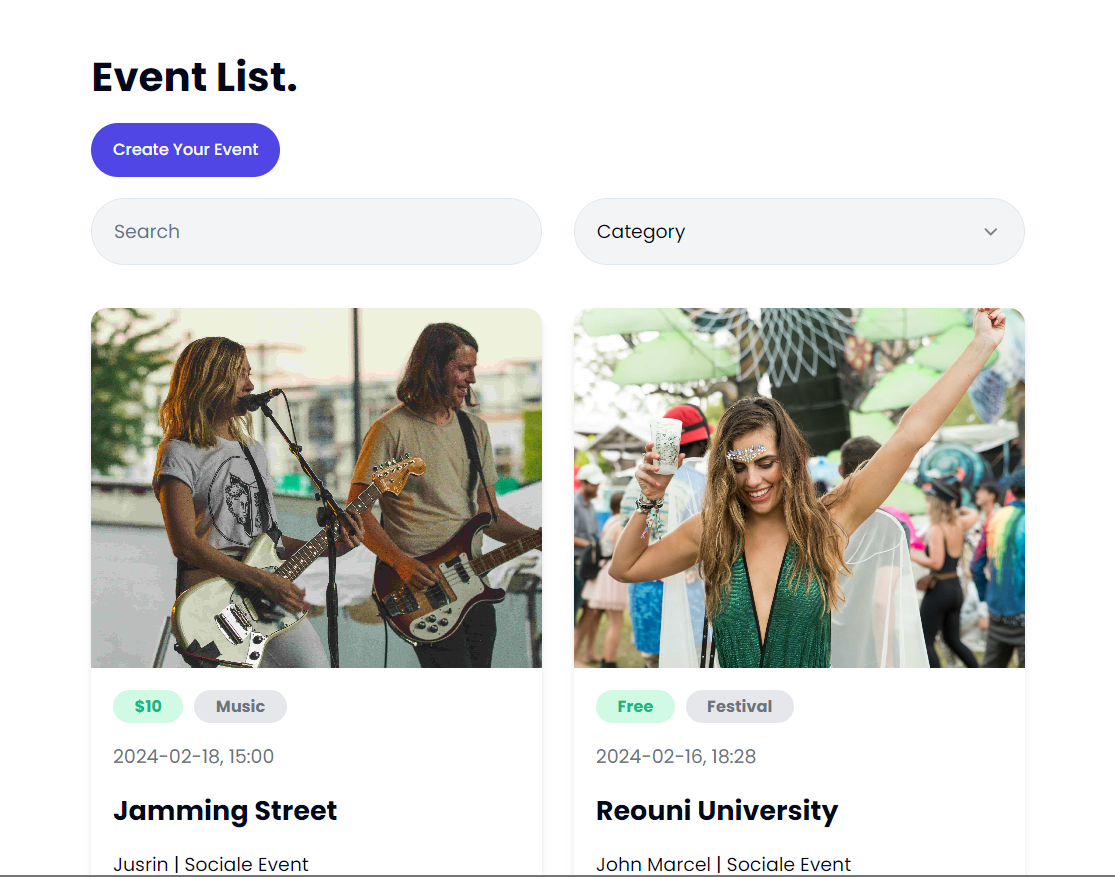 Event List.
Create Your Event
Search
Category
$10
Music
2024-02-18, 15:00
Jamming Street
Jusrin | Sociale Event
Free
Festival
2024-02-16, 18:28
Reouni University
John Marcel | Sociale Event